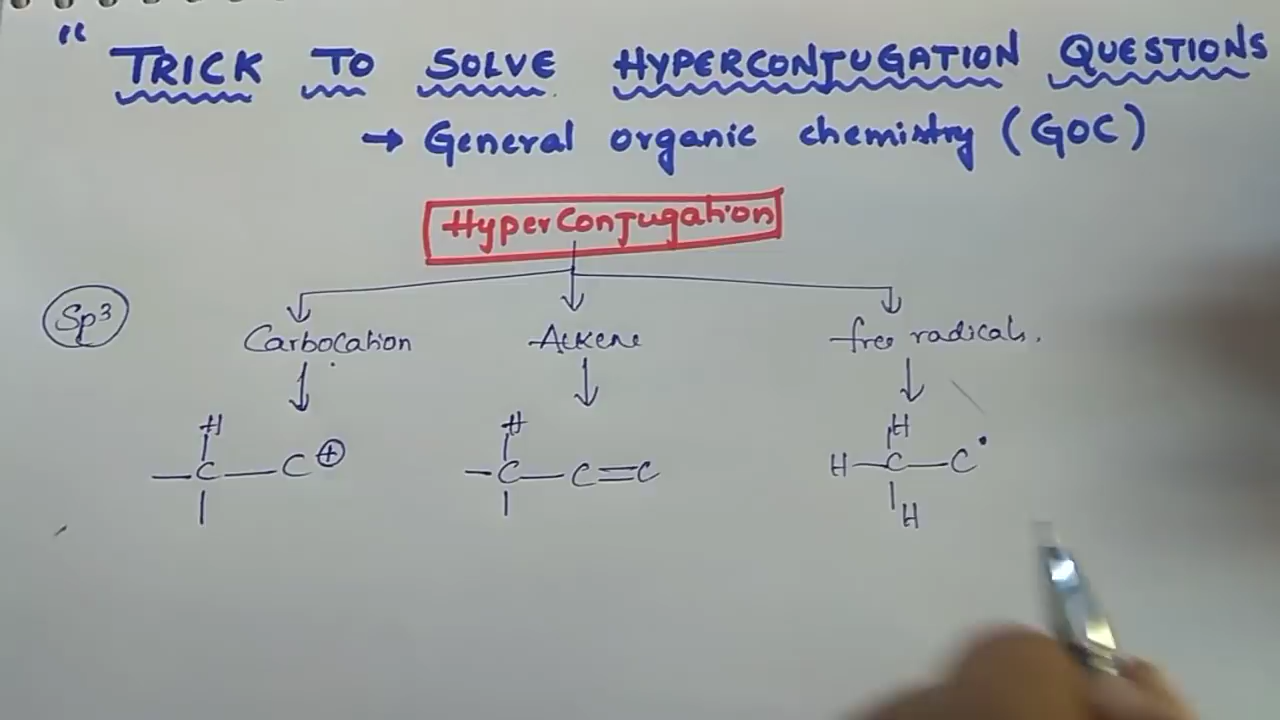 " TRICK TO SOLVE HYPERCONJUGATION QUESTIONS
→ General organic chemistry (GOC)
HyperConjugation
Sp³
Carbocation Alkene free radicals.
H H H
—C—C⊕ —C—C=C H—C—C•
H